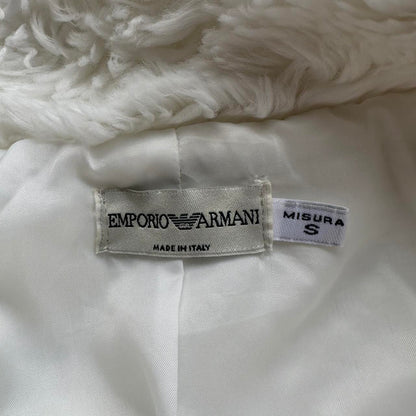 EMPORIO ARMANI
MADE IN ITALY
MISURA
S